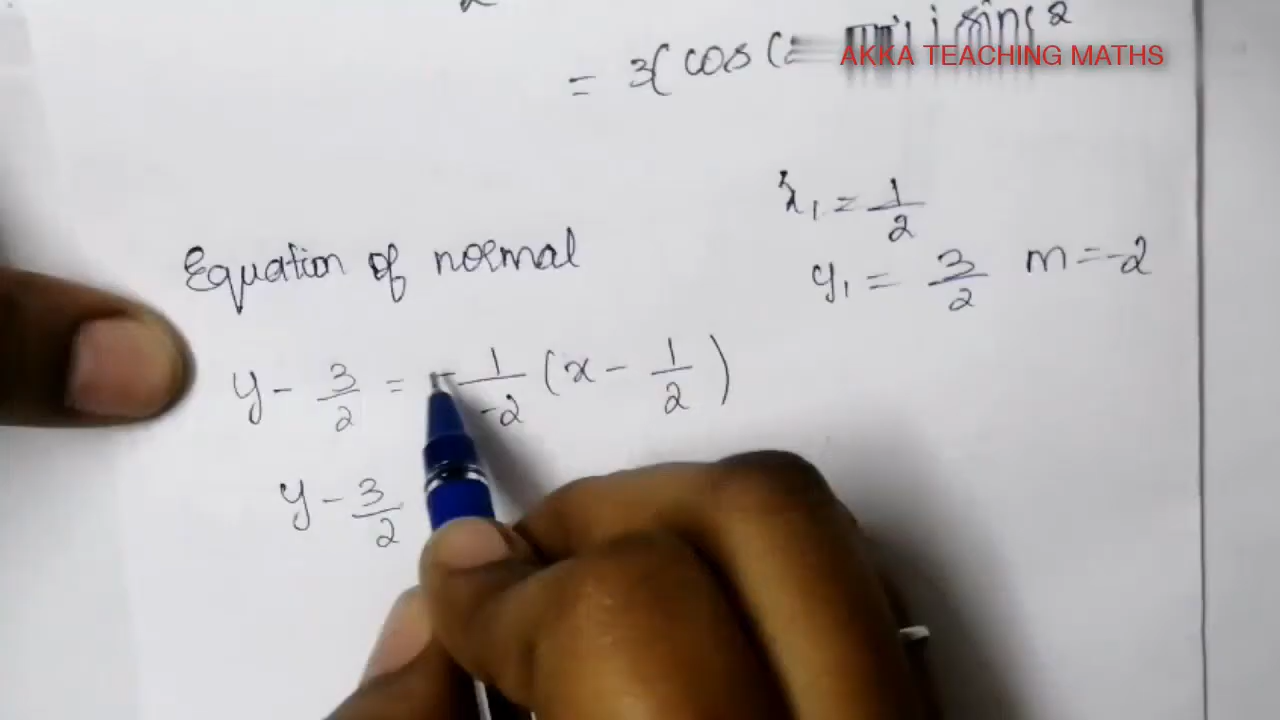 = 3( cos (
AKKA TEACHING MATHS
x₁ = 1/2
y₁ = 3/2 m = -2
Equation of normal
y - 3/2 = - 1/-2 (x - 1/2)
y - 3/2